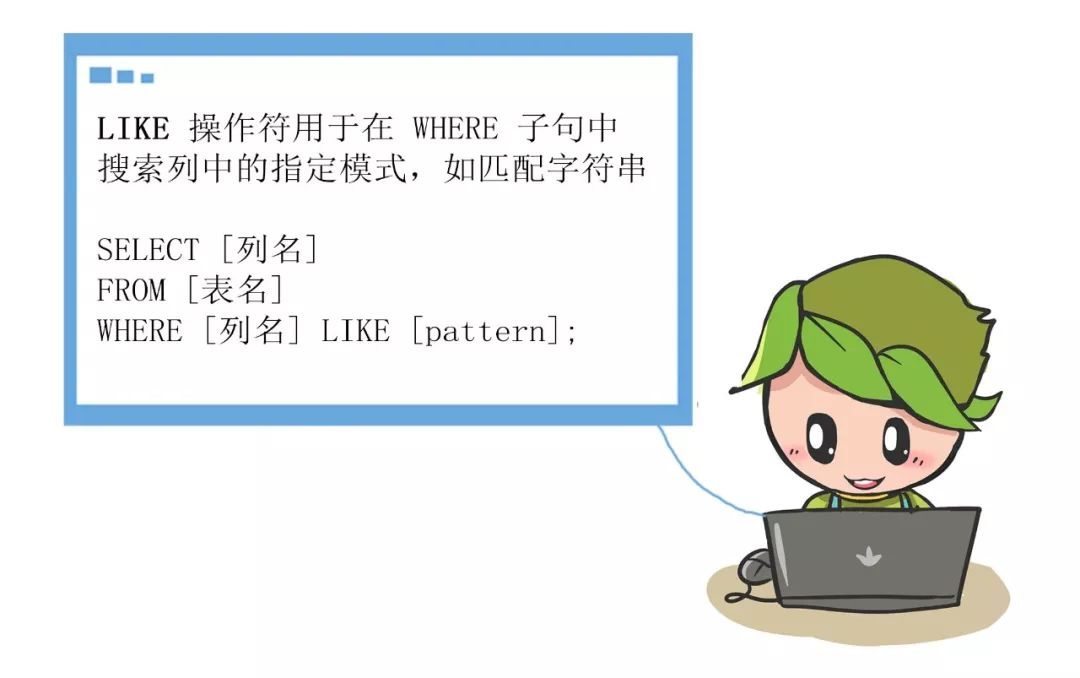 LIKE 操作符用于在 WHERE 子句中
搜索列中的指定模式，如匹配字符串
SELECT [列名]
FROM [表名]
WHERE [列名] LIKE [pattern];